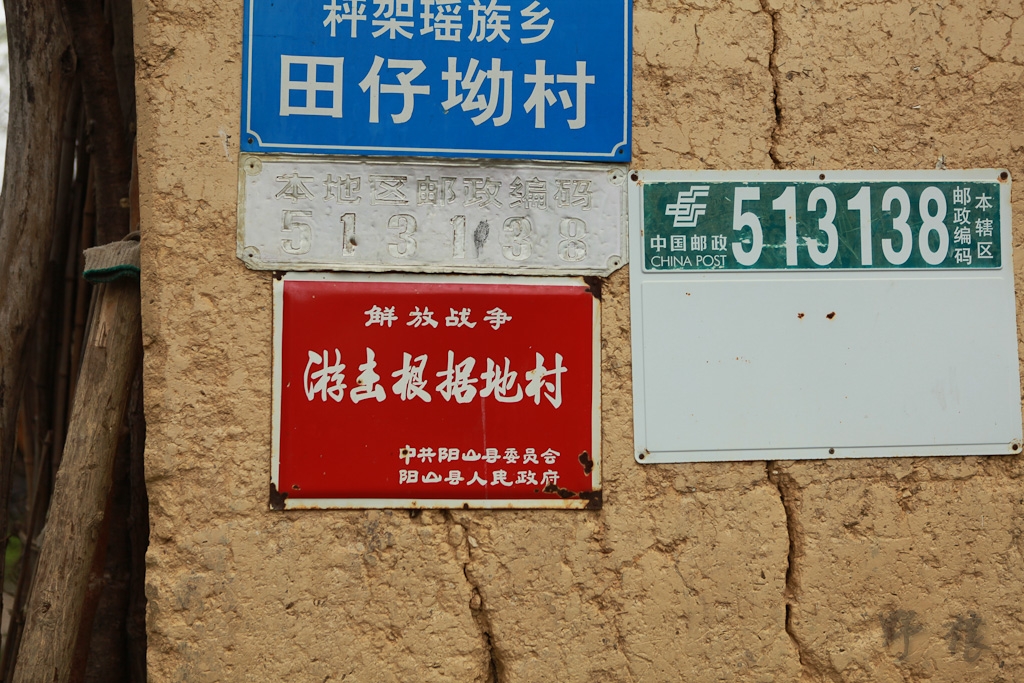 秤架瑶族乡
田仔坳村
本地区邮政编码
513138
解放战争
游击根据地村
中共阳山县委员会
阳山县人民政府
中国邮政
CHINA POST
513138
邮政编码
本辖区